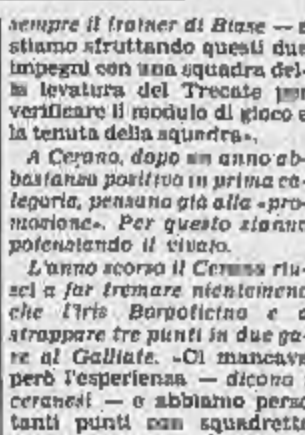 sempre il trainer di Biase — e
stiamo sfruttando questi due
impegni con una squadra del-
la levatura del Trecate per
verificare il modulo di gioco e
la tenuta della squadra».
A Cerano, dopo un anno ab-
bastanza positivo in prima ca-
tegoria, pensano già alla «pro-
mozione». Per questo stanno
potenziando il vivaio.
L'anno scorso il Cerano riu-
scì a far tremare nientemeno
che l'Iris Borgoticino e a
strappare tre punti in due ga-
re al Galliate. «Ci mancava
però l'esperienza — dicono i
ceranesi — e abbiamo perso
tanti punti con squadrette